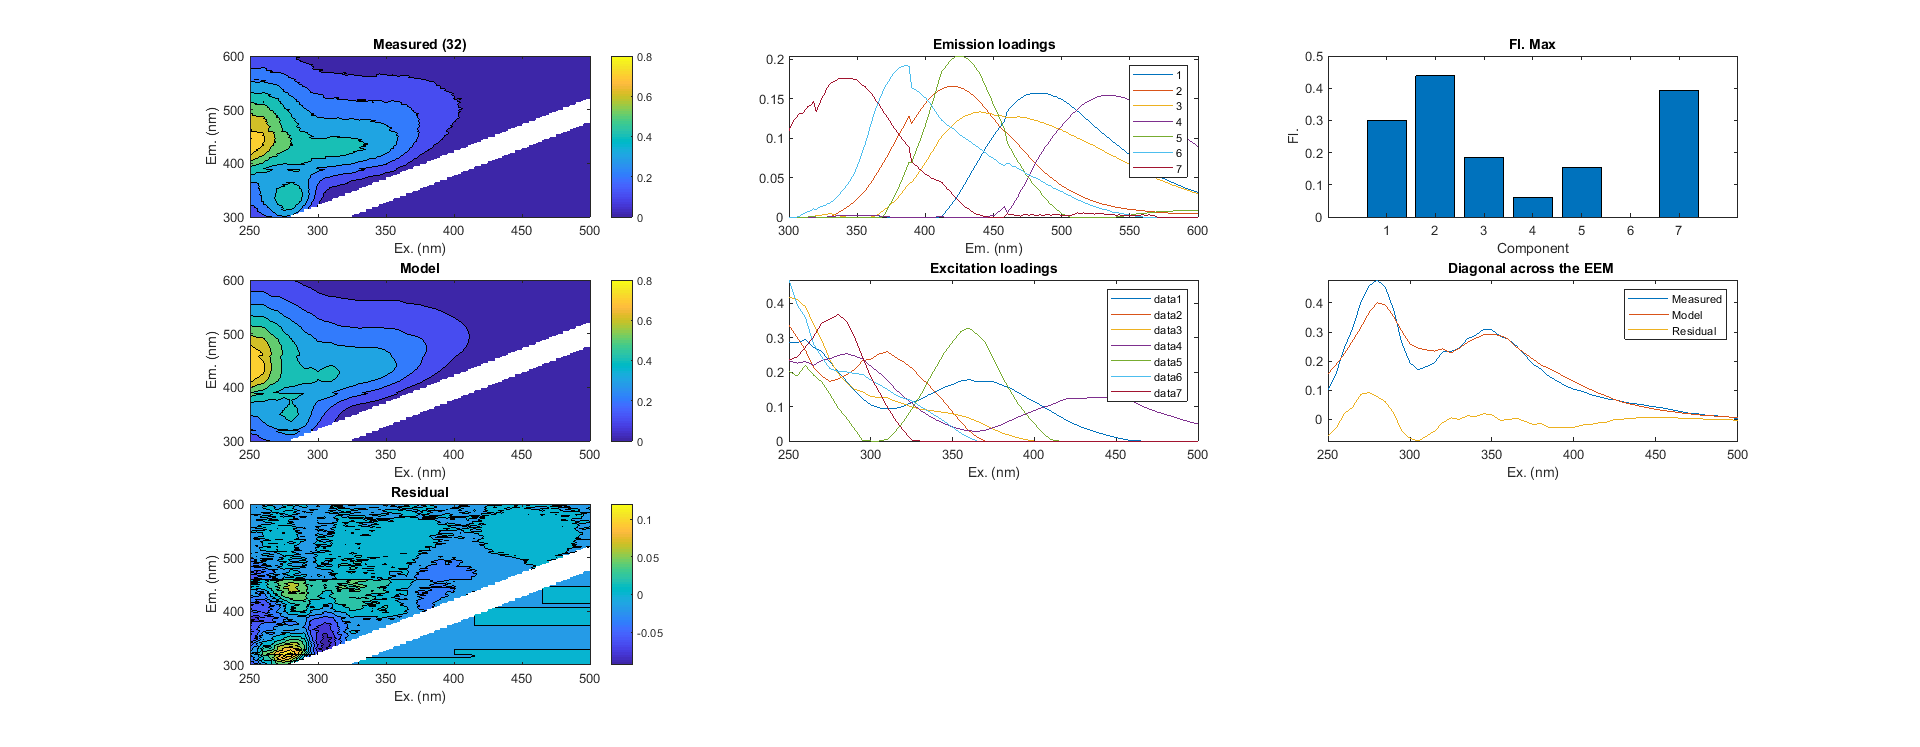 Measured (32)
600
500
400
300
Em. (nm)
250 300 350 400 450 500
Ex. (nm)
0.8
0.6
0.4
0.2
0
Emission loadings
0.2
0.15
0.1
0.05
0
1
2
3
4
5
6
7
300 350 400 450 500 550 600
Em. (nm)
Fl. Max
0.5
0.4
0.3
0.2
0.1
0
Fl.
1 2 3 4 5 6 7
Component
Model
600
500
400
300
Em. (nm)
250 300 350 400 450 500
Ex. (nm)
0.8
0.6
0.4
0.2
0
Excitation loadings
0.4
0.3
0.2
0.1
0
data1
data2
data3
data4
data5
data6
data7
250 300 350 400 450 500
Ex. (nm)
Diagonal across the EEM
0.4
0.3
0.2
0.1
0
Measured
Model
Residual
250 300 350 400 450 500
Ex. (nm)
Residual
600
500
400
300
Em. (nm)
250 300 350 400 450 500
Ex. (nm)
0.1
0.05
0
-0.05